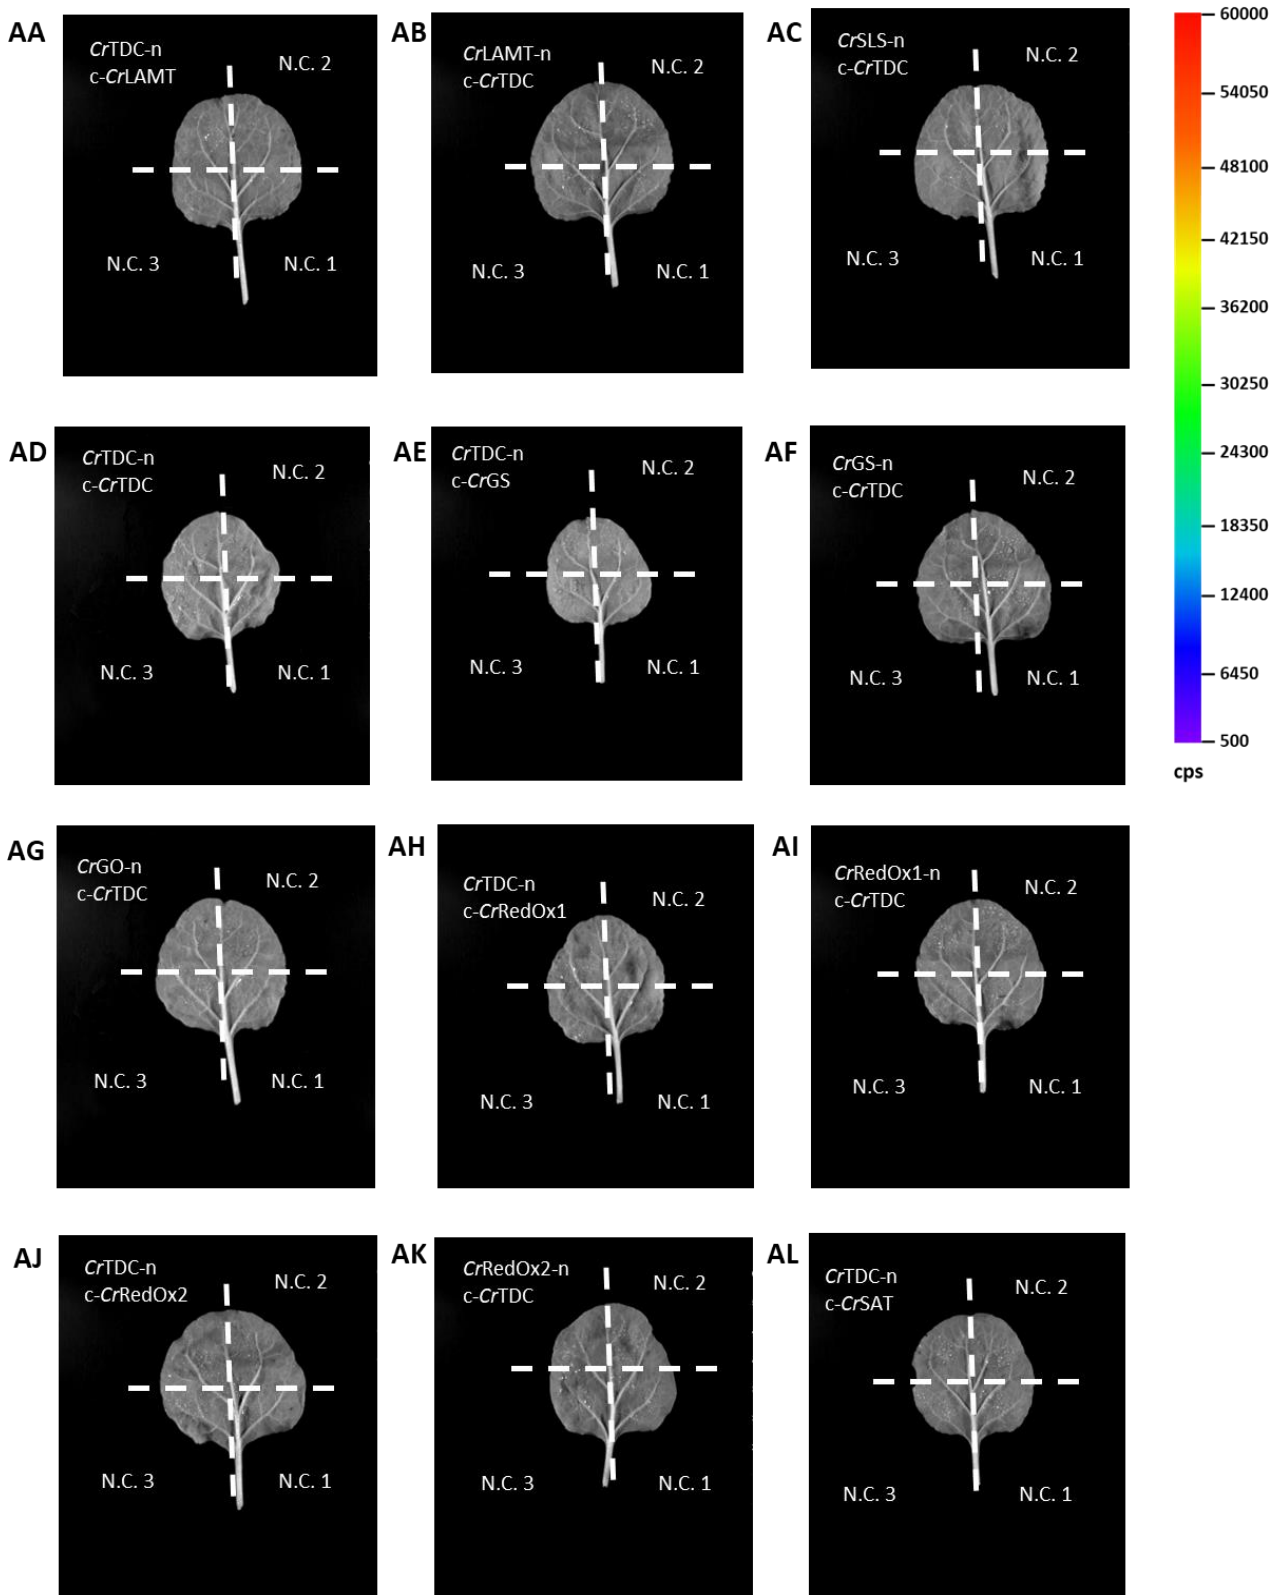 AA
CrTDC-n
c-CrLAMT
N.C. 2
N.C. 3
N.C. 1
AB
CrLAMT-n
c-CrTDC
N.C. 2
N.C. 3
N.C. 1
AC
CrSLS-n
c-CrTDC
N.C. 2
N.C. 3
N.C. 1
60000
54050
48100
42150
36200
30250
24300
18350
12400
6450
500
cps
AD
CrTDC-n
c-CrTDC
N.C. 2
N.C. 3
N.C. 1
AE
CrTDC-n
c-CrGS
N.C. 2
N.C. 3
N.C. 1
AF
CrGS-n
c-CrTDC
N.C. 2
N.C. 3
N.C. 1
AG
CrGO-n
c-CrTDC
N.C. 2
N.C. 3
N.C. 1
AH
CrTDC-n
c-CrRedOx1
N.C. 2
N.C. 3
N.C. 1
AI
CrRedOx1-n
c-CrTDC
N.C. 2
N.C. 3
N.C. 1
AJ
CrTDC-n
c-CrRedOx2
N.C. 2
N.C. 3
N.C. 1
AK
CrRedOx2-n
c-CrTDC
N.C. 2
N.C. 3
N.C. 1
AL
CrTDC-n
c-CrSAT
N.C. 2
N.C. 3
N.C. 1